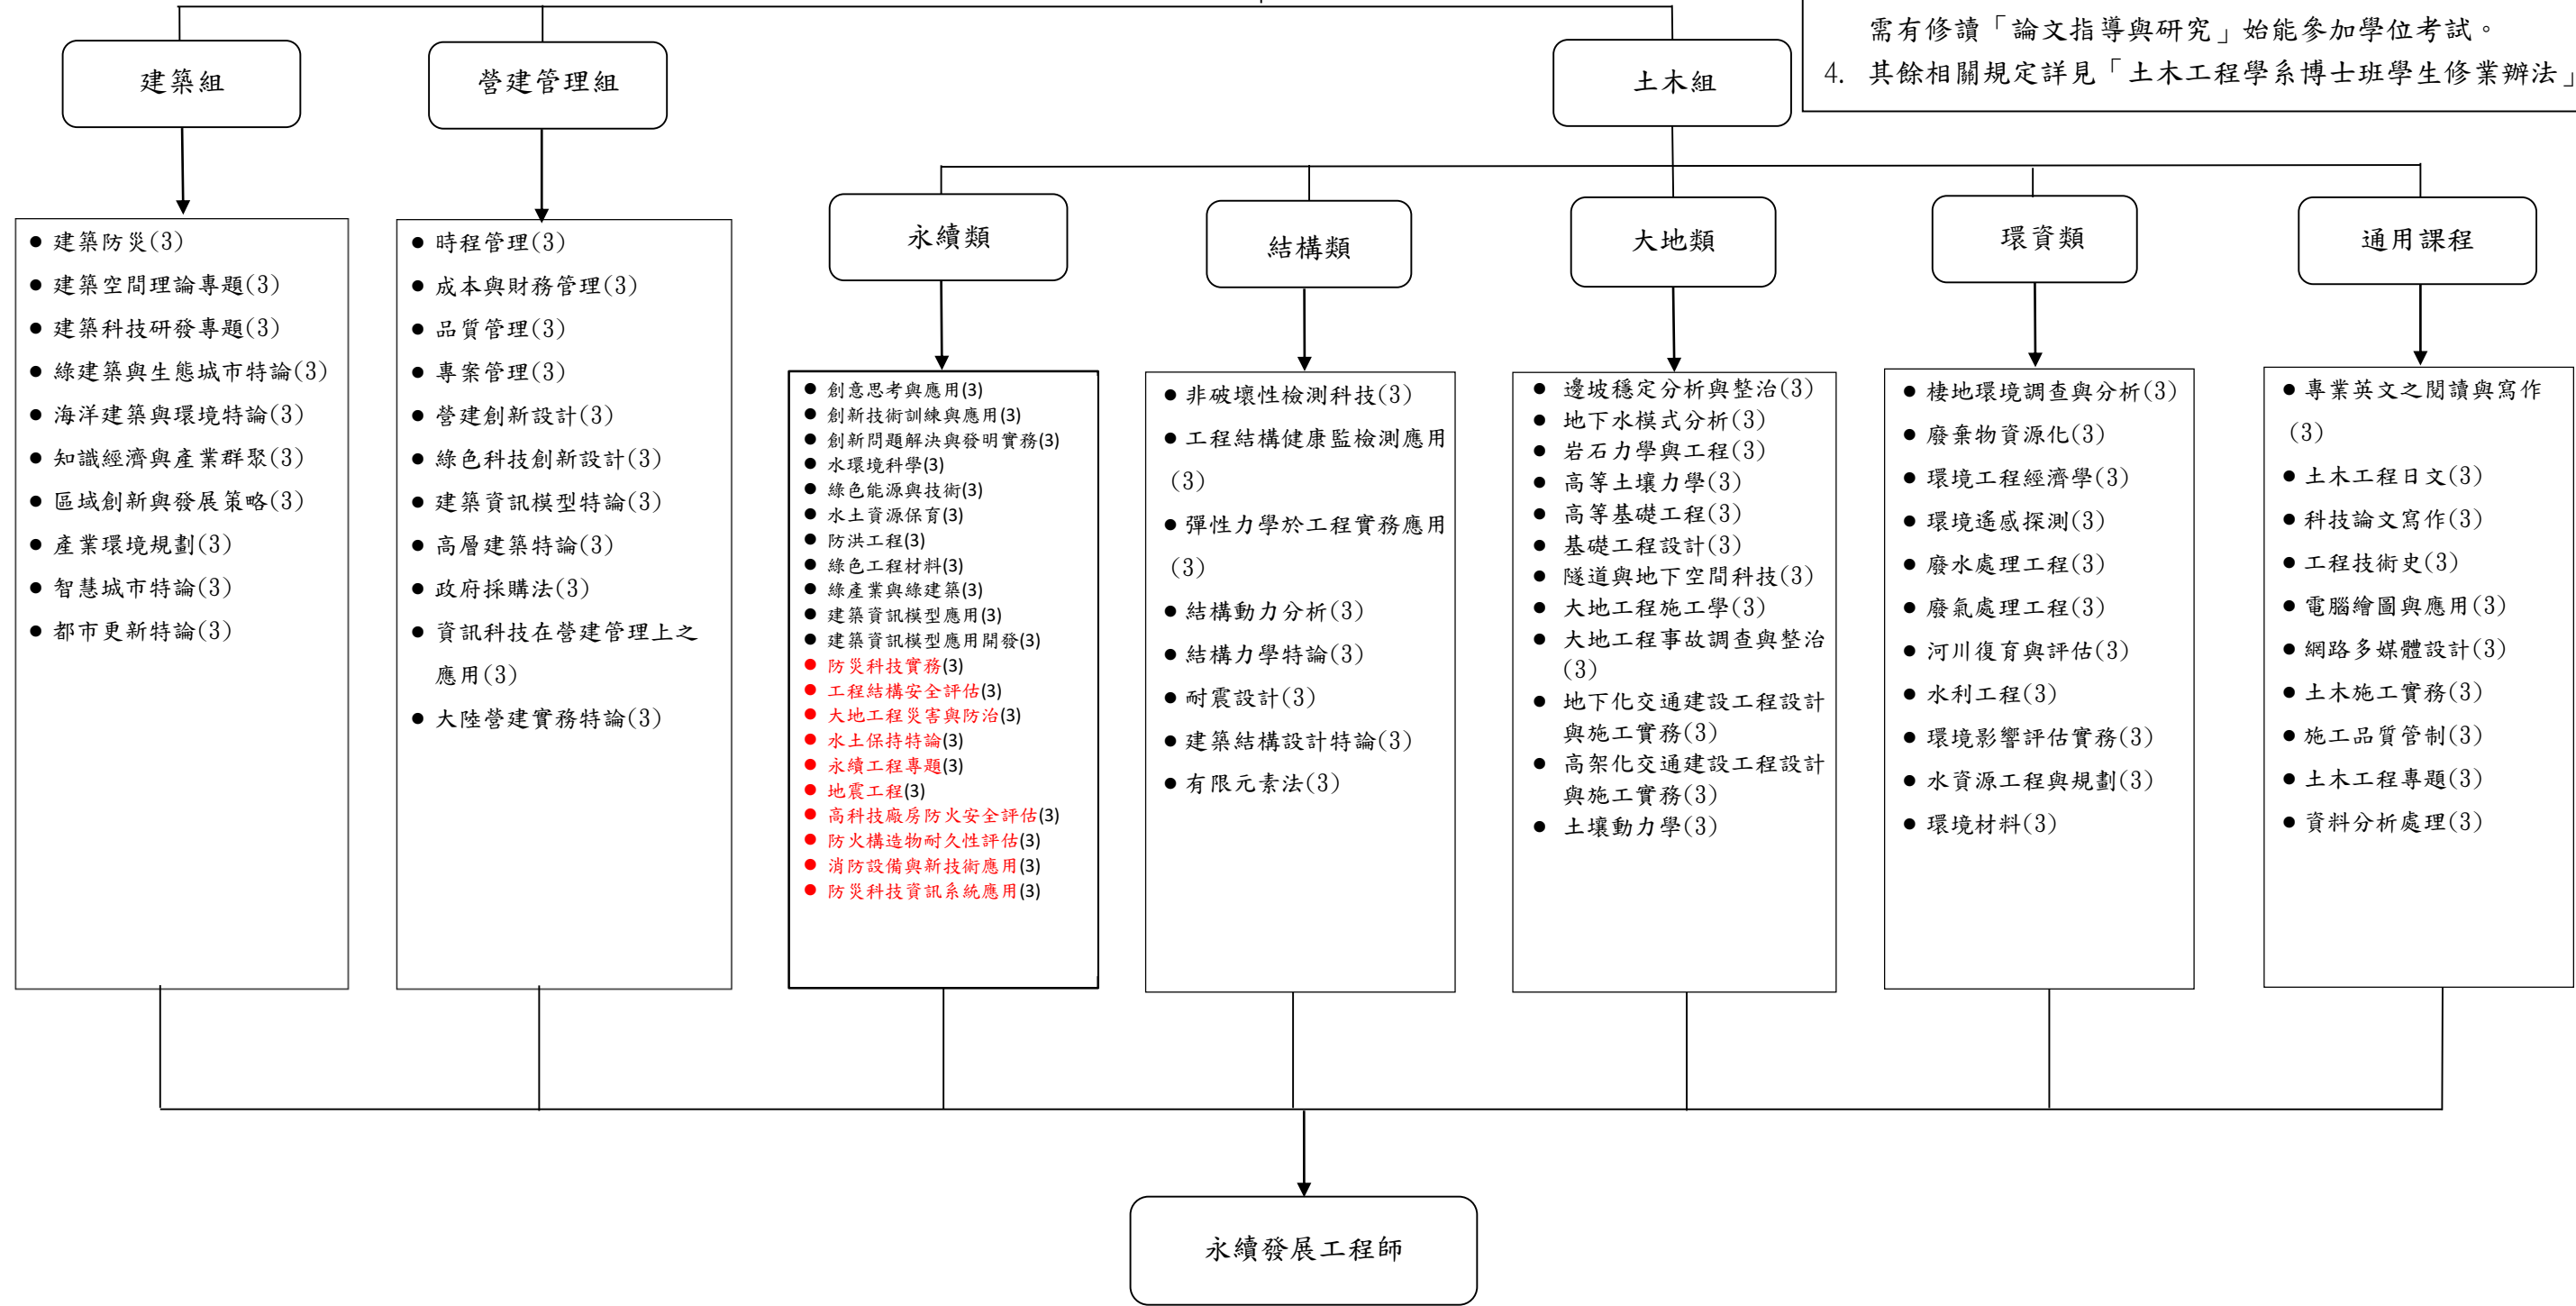 需有修讀「論文指導與研究」始能參加學位考試。
4. 其餘相關規定詳見「土木工程學系博士班學生修業辦法」
建築組
營建管理組
土木組
永續類
結構類
大地類
環資類
通用課程
● 建築防災(3)
● 建築空間理論專題(3)
● 建築科技研發專題(3)
● 綠建築與生態城市特論(3)
● 海洋建築與環境特論(3)
● 知識經濟與產業群聚(3)
● 區域創新與發展策略(3)
● 產業環境規劃(3)
● 智慧城市特論(3)
● 都市更新特論(3)
● 時程管理(3)
● 成本與財務管理(3)
● 品質管理(3)
● 專案管理(3)
● 營建創新設計(3)
● 綠色科技創新設計(3)
● 建築資訊模型特論(3)
● 高層建築特論(3)
● 政府採購法(3)
● 資訊科技在營建管理上之
應用(3)
● 大陸營建實務特論(3)
● 創意思考與應用(3)
● 創新技術訓練與應用(3)
● 創新問題解決與發明實務(3)
● 水環境科學(3)
● 綠色能源與技術(3)
● 水土資源保育(3)
● 防洪工程(3)
● 綠色工程材料(3)
● 綠產業與綠建築(3)
● 建築資訊模型應用(3)
● 建築資訊模型應用開發(3)
● 防災科技實務(3)
● 工程結構安全評估(3)
● 大地工程災害與防治(3)
● 水土保持特論(3)
● 永續工程專題(3)
● 地震工程(3)
● 高科技廠房防火安全評估(3)
● 防火構造物耐久性評估(3)
● 消防設備與新技術應用(3)
● 防災科技資訊系統應用(3)
● 非破壞性檢測科技(3)
● 工程結構健康監檢測應用
(3)
● 彈性力學於工程實務應用
(3)
● 結構動力分析(3)
● 結構力學特論(3)
● 耐震設計(3)
● 建築結構設計特論(3)
● 有限元素法(3)
● 邊坡穩定分析與整治(3)
● 地下水模式分析(3)
● 岩石力學與工程(3)
● 高等土壤力學(3)
● 高等基礎工程(3)
● 基礎工程設計(3)
● 隧道與地下空間科技(3)
● 大地工程施工學(3)
● 大地工程事故調查與整治
(3)
● 地下化交通建設工程設計
與施工實務(3)
● 高架化交通建設工程設計
與施工實務(3)
● 土壤動力學(3)
● 棲地環境調查與分析(3)
● 廢棄物資源化(3)
● 環境工程經濟學(3)
● 環境遙感探測(3)
● 廢水處理工程(3)
● 廢氣處理工程(3)
● 河川復育與評估(3)
● 水利工程(3)
● 環境影響評估實務(3)
● 水資源工程與規劃(3)
● 環境材料(3)
● 專業英文之閱讀與寫作
(3)
● 土木工程日文(3)
● 科技論文寫作(3)
● 工程技術史(3)
● 電腦繪圖與應用(3)
● 網路多媒體設計(3)
● 土木施工實務(3)
● 施工品質管制(3)
● 土木工程專題(3)
● 資料分析處理(3)
永續發展工程師